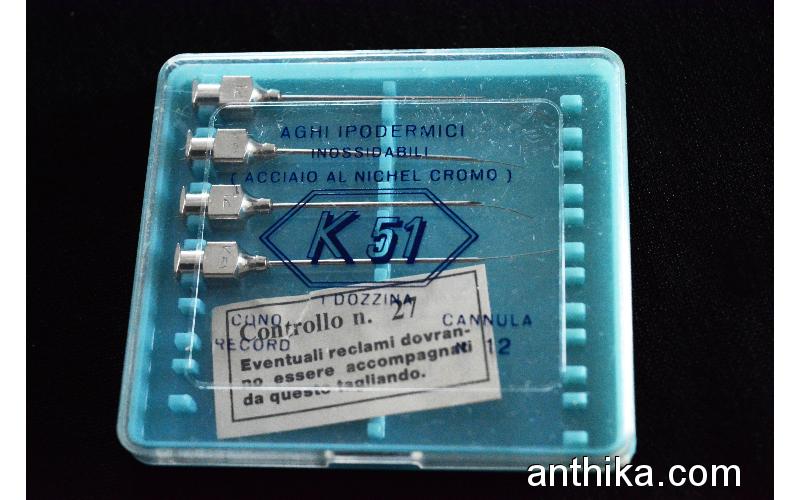 AGHI IPODERMICI
INOSSIDABILI
( ACCIAIO AL NICHEL CROMO )
K 51
1 DOZZINA
CONO
RECORD
CANNULA
N. 12
Controllo n. 27
Eventuali reclami dovran-
no essere accompagnati
da questo tagliando.
anthika.com